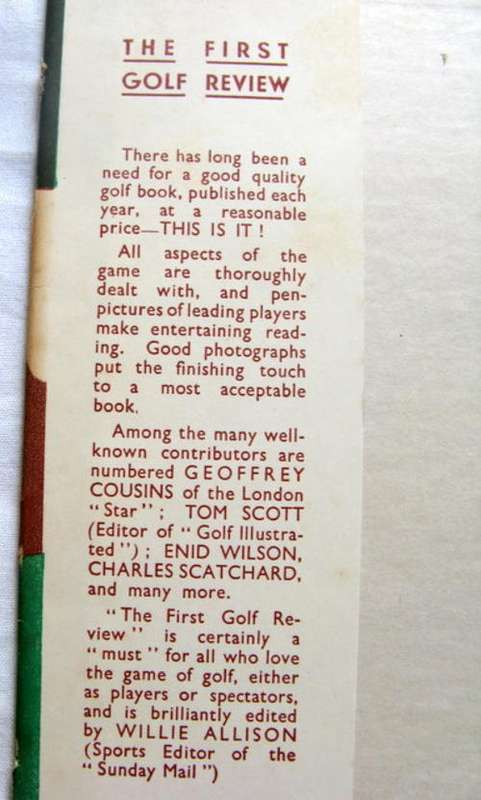 THE FIRST
GOLF REVIEW
There has long been a
need for a good quality
golf book, published each
year, at a reasonable
price—THIS IS IT !
All aspects of the
game are thoroughly
dealt with, and pen-
pictures of leading players
make entertaining read-
ing. Good photographs
put the finishing touch
to a most acceptable
book.
Among the many well-
known contributors are
numbered GEOFFREY
COUSINS of the London
“Star”; TOM SCOTT
(Editor of “Golf Illustra-
ted”); ENID WILSON,
CHARLES SCATCHARD,
and many more.
“The First Golf Re-
view” is certainly a
“must” for all who love
the game of golf, either
as players or spectators,
and is brilliantly edited
by WILLIE ALLISON
(Sports Editor of the
“Sunday Mail”)